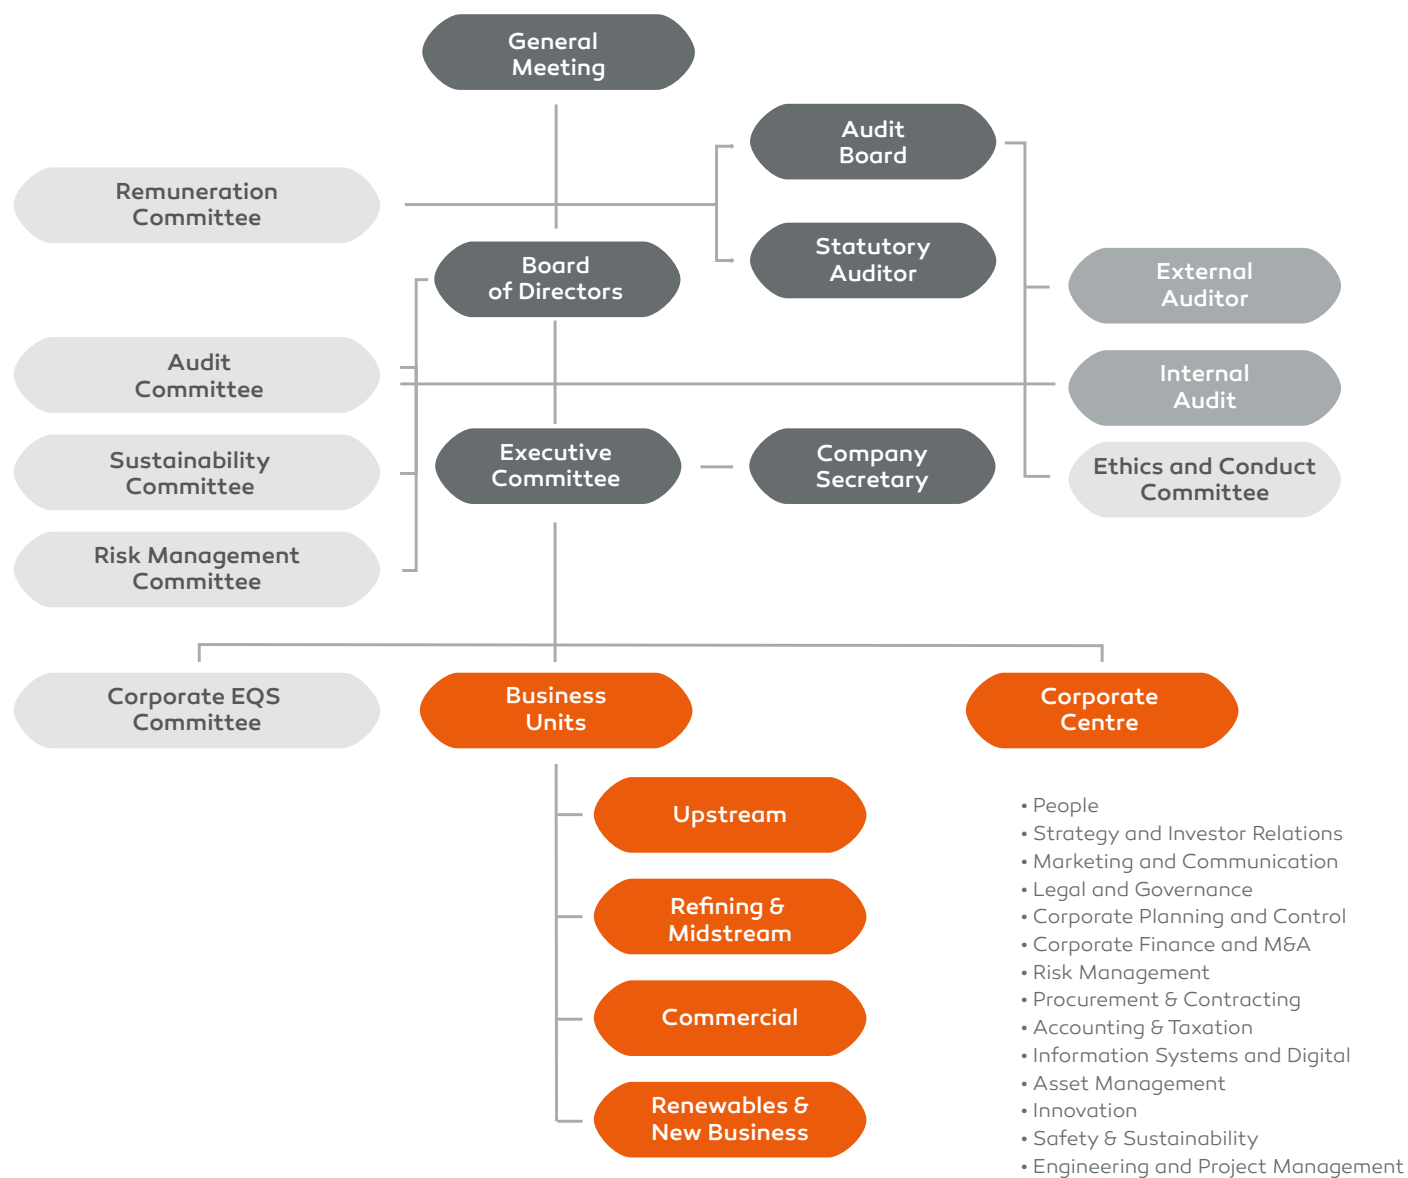 General
Meeting
Audit
Board
Remuneration
Committee
Statutory
Auditor
Board
of Directors
External
Auditor
Audit
Committee
Internal
Audit
Executive
Committee
Company
Secretary
Sustainability
Committee
Ethics and Conduct
Committee
Risk Management
Committee
Corporate EQS
Committee
Business
Units
Corporate
Centre
Upstream
Refining &
Midstream
Commercial
Renewables &
New Business
• People
• Strategy and Investor Relations
• Marketing and Communication
• Legal and Governance
• Corporate Planning and Control
• Corporate Finance and M&A
• Risk Management
• Procurement & Contracting
• Accounting & Taxation
• Information Systems and Digital
• Asset Management
• Innovation
• Safety & Sustainability
• Engineering and Project Management